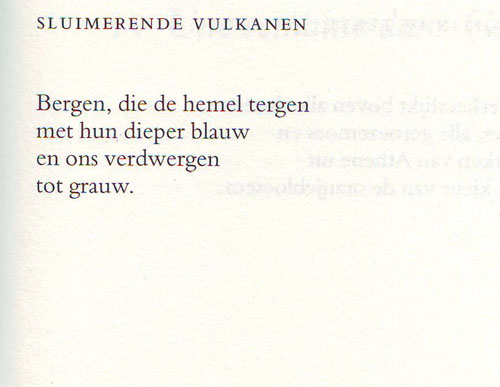 SLUIMERENDE VULKANEN
Bergen, die de hemel tergen
met hun dieper blauw
en ons verdwergen
tot grauw.